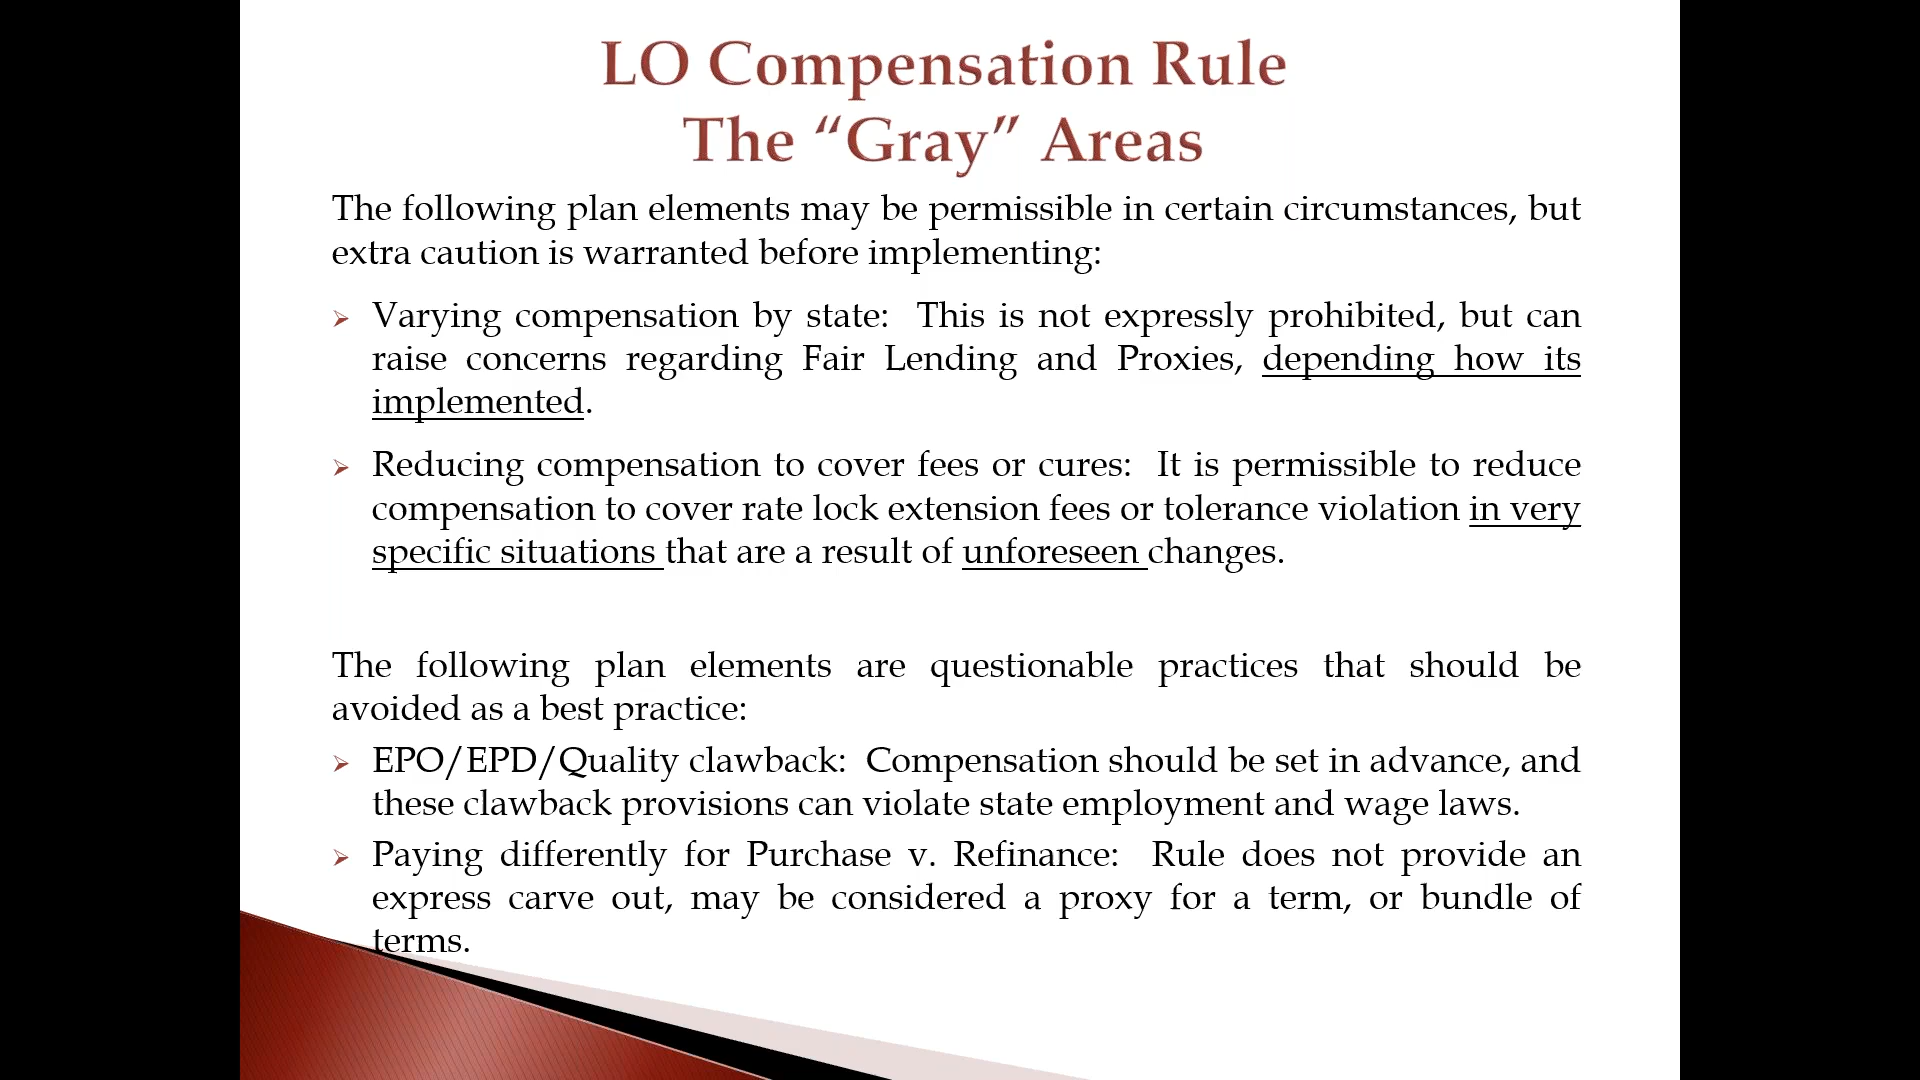 LO Compensation Rule
The “Gray” Areas
The following plan elements may be permissible in certain circumstances, but
extra caution is warranted before implementing:
Varying compensation by state: This is not expressly prohibited, but can
raise concerns regarding Fair Lending and Proxies, depending how its
implemented.
Reducing compensation to cover fees or cures: It is permissible to reduce
compensation to cover rate lock extension fees or tolerance violation in very
specific situations that are a result of unforeseen changes.
The following plan elements are questionable practices that should be
avoided as a best practice:
EPO/EPD/Quality clawback: Compensation should be set in advance, and
these clawback provisions can violate state employment and wage laws.
Paying differently for Purchase v. Refinance: Rule does not provide an
express carve out, may be considered a proxy for a term, or bundle of
terms.